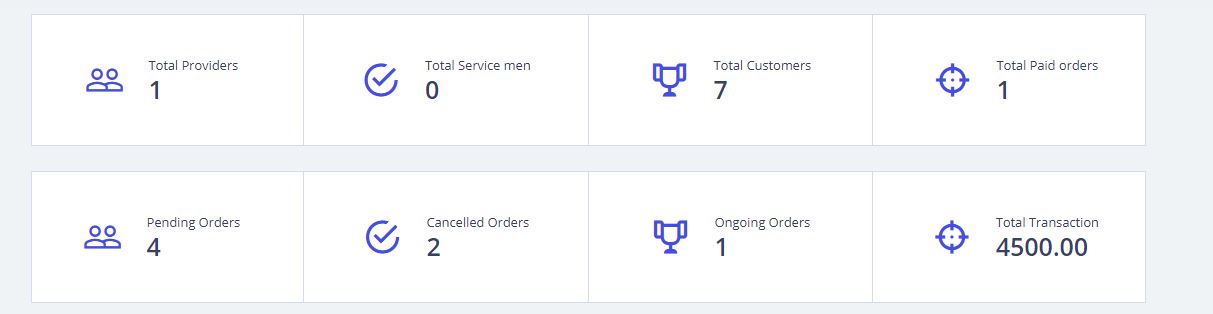 Total Providers
1
Total Service men
0
Total Customers
7
Total Paid orders
1
Pending Orders
4
Cancelled Orders
2
Ongoing Orders
1
Total Transaction
4500.00